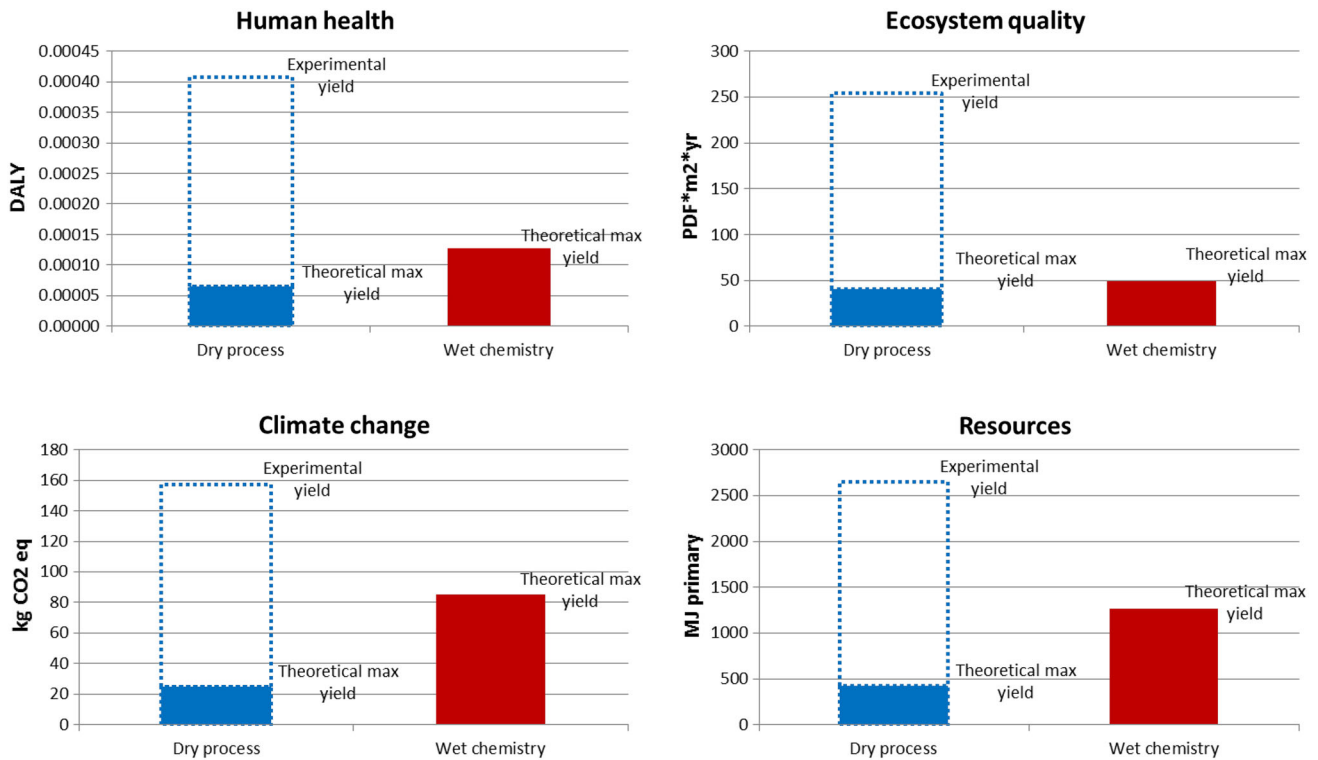 Human health
DALY
0.00045
0.00040
0.00035
0.00030
0.00025
0.00020
0.00015
0.00010
0.00005
0.00000
Experimental
yield
Theoretical max
yield
Theoretical max
yield
Dry process
Wet chemistry
Ecosystem quality
PDF*m2*yr
300
250
200
150
100
50
0
Experimental
yield
Theoretical max
yield
Theoretical max
yield
Dry process
Wet chemistry
Climate change
kg CO2 eq
180
160
140
120
100
80
60
40
20
0
Experimental
yield
Theoretical max
yield
Theoretical max
yield
Dry process
Wet chemistry
Resources
MJ primary
3000
2500
2000
1500
1000
500
0
Experimental
yield
Theoretical max
yield
Theoretical max
yield
Dry process
Wet chemistry